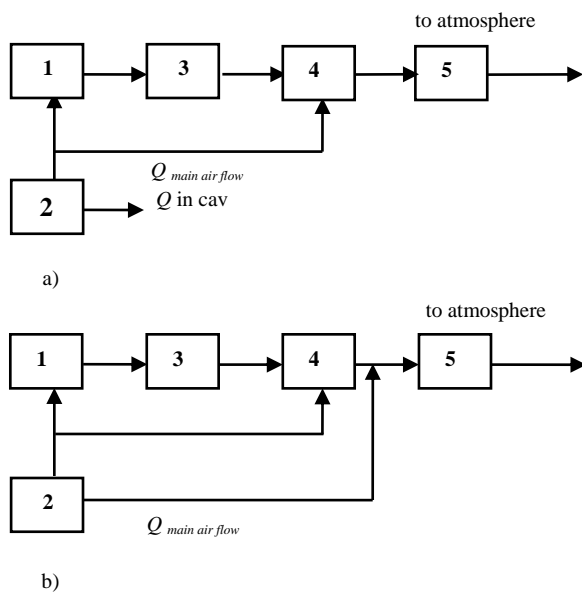 to atmosphere
1 3 4 5
Q main air flow
2 Q in cav
a)
to atmosphere
1 3 4 5
2
Q main air flow
b)